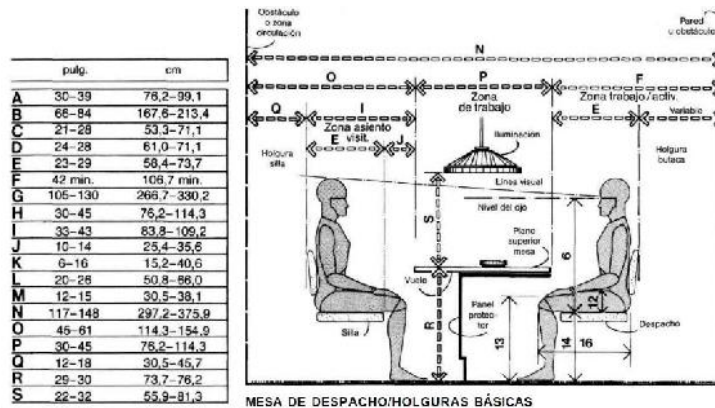 pulg. cm
A 30–39 76,2–99,1
B 66–84 167,6–213,4
C 21–28 53,3–71,1
D 24–28 61,0–71,1
E 23–29 58,4–73,7
F 42 min. 106,7 min.
G 105–130 266,7–330,2
H 30–45 76,2–114,3
I 33–43 83,8–109,2
J 10–14 25,4–35,6
K 6–16 15,2–40,6
L 20–26 50,8–66,0
M 12–15 30,5–38,1
N 117–148 297,2–375,9
O 45–61 114,3–154,9
P 30–45 76,2–114,3
Q 12–18 30,5–45,7
R 29–30 73,7–76,2
S 22–32 55,9–81,3
Obstáculo
o zona
circulación
Pared
u obstáculo
N
O P F
Zona
de trabajo
Zona trabajo/activ.
Q I E Variable
Zona asiento
visit.
E J
Holgura
silla
Iluminación
Holgura
butaca
Línea visual
Nivel del ojo
S
Plano
superior
mesa
6
Vuelo
12
Silla
R
Panel
protec-
tor
13
14 16
Despacho
MESA DE DESPACHO/HOLGURAS BÁSICAS